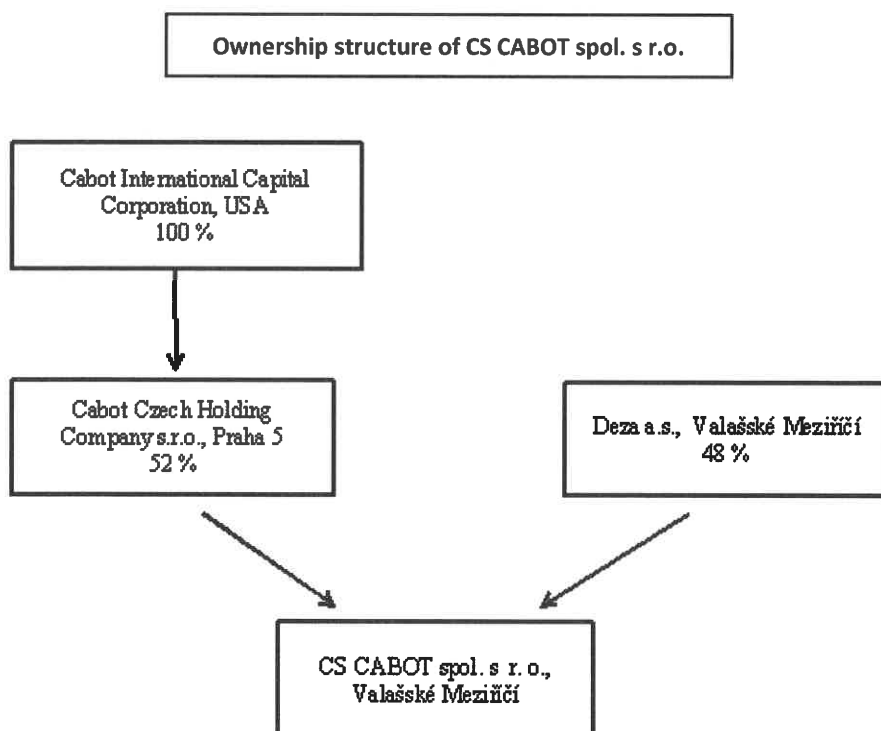 Ownership structure of CS CABOT spol. s r.o.
Cabot International Capital
Corporation, USA
100 %
Cabot Czech Holding
Company s.r.o., Praha 5
52 %
Deza a.s., Valašské Meziříčí
48 %
CS CABOT spol. s r. o.,
Valašské Meziříčí